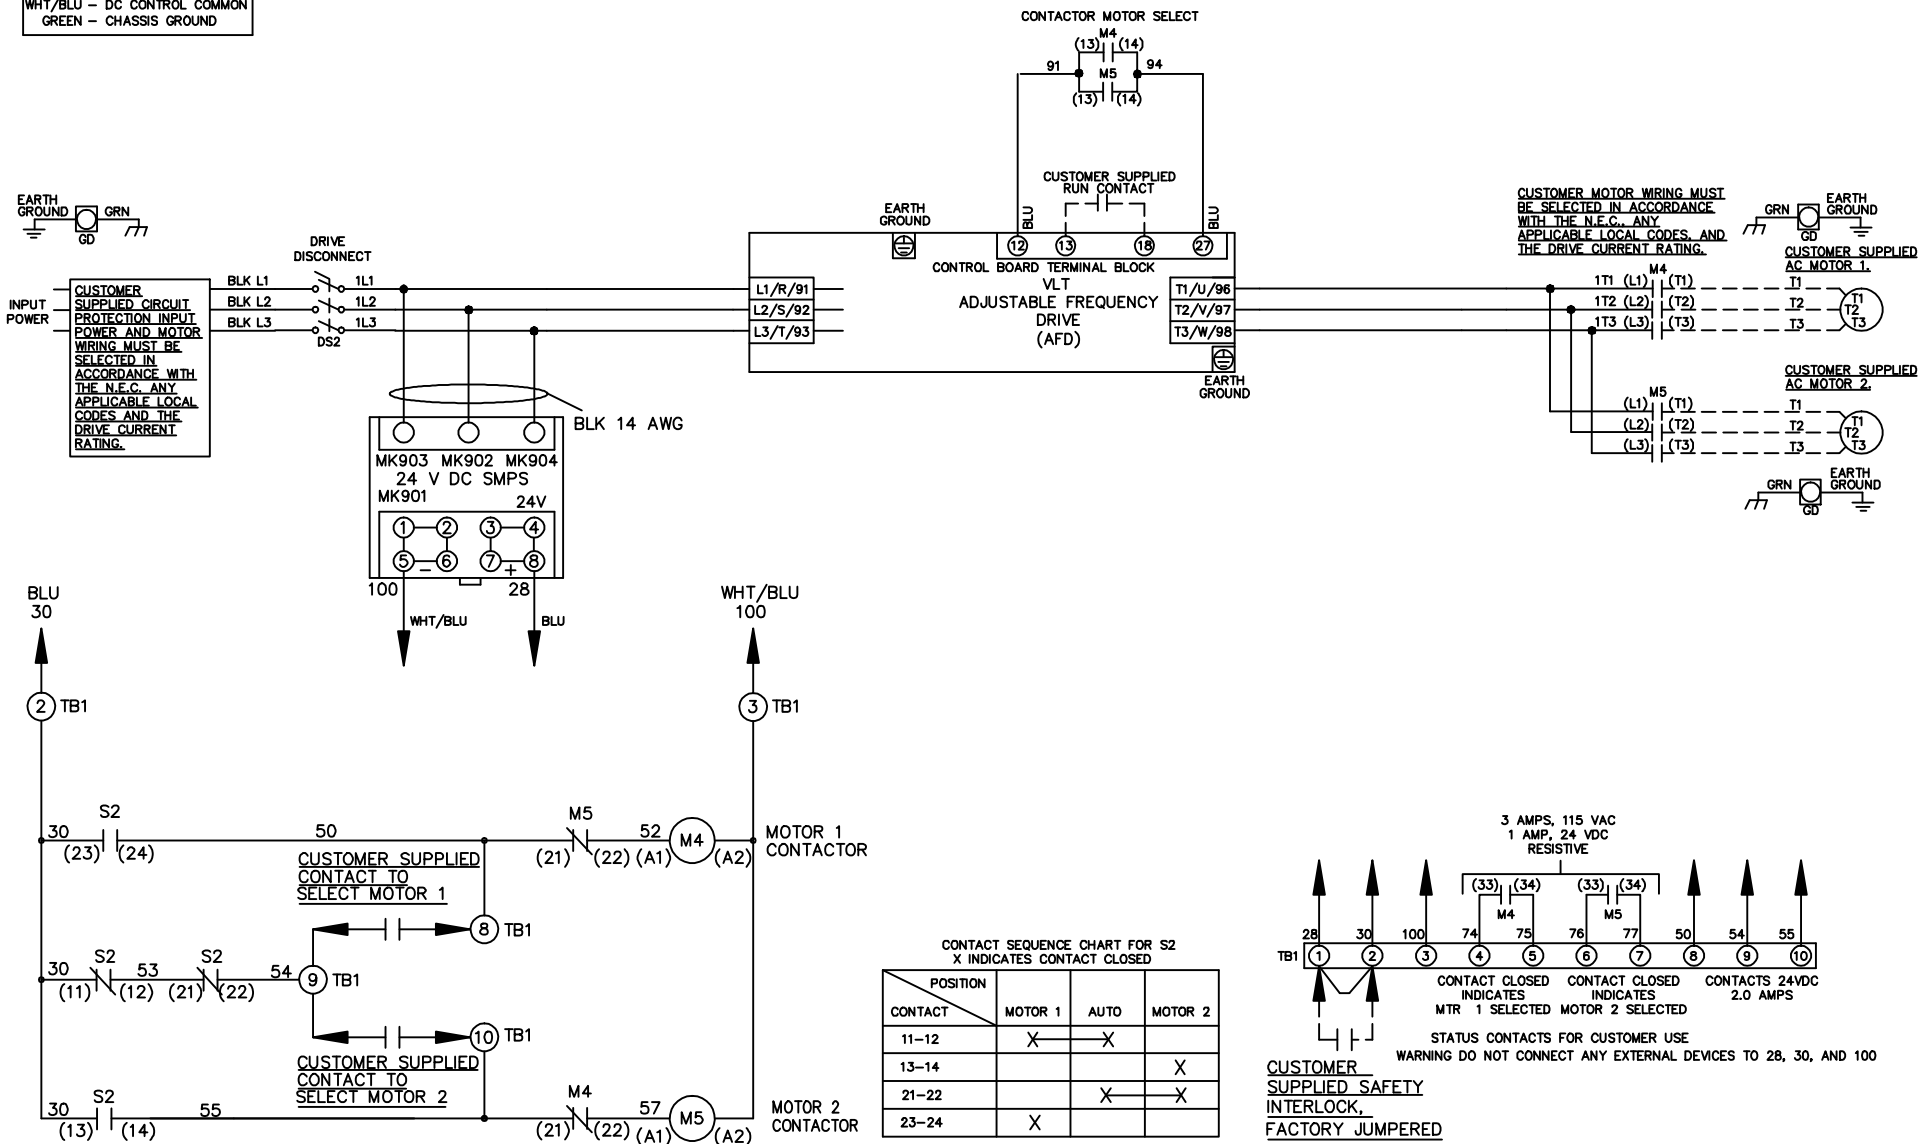 WHT/BLU – DC CONTROL COMMON
GREEN – CHASSIS GROUND
CONTACTOR MOTOR SELECT
M4
(13) (14)
91 M5 94
(13) (14)
CUSTOMER SUPPLIED
RUN CONTACT
BLU BLU
12 13 18 27
CONTROL BOARD TERMINAL BLOCK
VLT
ADJUSTABLE FREQUENCY
DRIVE
(AFD)
EARTH
GROUND
L1/R/91
L2/S/92
L3/T/93
T1/U/96
T2/V/97
T3/W/98
EARTH
GROUND
EARTH
GROUND GRN
GD
DRIVE
DISCONNECT
INPUT
POWER
BLK L1 1L1
BLK L2 1L2
BLK L3 1L3
DS2
CUSTOMER
SUPPLIED CIRCUIT
PROTECTION INPUT
POWER AND MOTOR
WIRING MUST BE
SELECTED IN
ACCORDANCE WITH
THE N.E.C. ANY
APPLICABLE LOCAL
CODES AND THE
DRIVE CURRENT
RATING.
BLK 14 AWG
MK903 MK902 MK904
24 V DC SMPS
MK901
24V
1 2 3 4
5 6 7 8
– +
100 28
WHT/BLU BLU
CUSTOMER MOTOR WIRING MUST
BE SELECTED IN ACCORDANCE
WITH THE N.E.C., ANY
APPLICABLE LOCAL CODES, AND
THE DRIVE CURRENT RATING.
GRN EARTH
GROUND
GD
CUSTOMER SUPPLIED
AC MOTOR 1.
M4
1T1 (L1) (T1) T1 T1
1T2 (L2) (T2) T2 T2
1T3 (L3) (T3) T3 T3
CUSTOMER SUPPLIED
AC MOTOR 2.
M5
(L1) (T1) T1 T1
(L2) (T2) T2 T2
(L3) (T3) T3 T3
GRN EARTH
GROUND
GD
BLU
30
WHT/BLU
100
2 TB1
3 TB1
S2 M5
30 50 52 M4
(23) (24) (21) (22) (A1) (A2)
MOTOR 1
CONTACTOR
CUSTOMER SUPPLIED
CONTACT TO
SELECT MOTOR 1
8 TB1
S2 S2
30 53 54 9 TB1
(11) (12) (21) (22)
10 TB1
CUSTOMER SUPPLIED
CONTACT TO
SELECT MOTOR 2
S2 M4
30 55 57 M5
(13) (14) (21) (22) (A1) (A2)
MOTOR 2
CONTACTOR
CONTACT SEQUENCE CHART FOR S2
X INDICATES CONTACT CLOSED
POSITION
CONTACT MOTOR 1 AUTO MOTOR 2
11–12 X X
13–14 X
21–22 X X
23–24 X
3 AMPS, 115 VAC
1 AMP, 24 VDC
RESISTIVE
(33) (34) (33) (34)
M4 M5
28 30 100 74 75 76 77 50 54 55
TB1 1 2 3 4 5 6 7 8 9 10
CONTACT CLOSED
INDICATES
MTR 1 SELECTED
CONTACT CLOSED
INDICATES
MOTOR 2 SELECTED
CONTACTS 24VDC
2.0 AMPS
STATUS CONTACTS FOR CUSTOMER USE
WARNING DO NOT CONNECT ANY EXTERNAL DEVICES TO 28, 30, AND 100
CUSTOMER
SUPPLIED SAFETY
INTERLOCK,
FACTORY JUMPERED